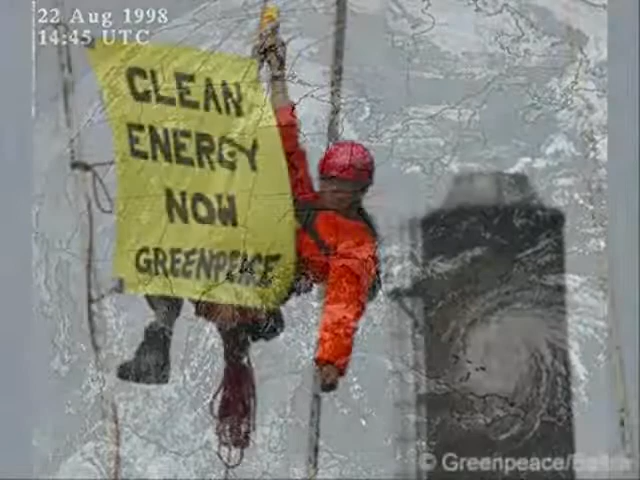 22 Aug 1998
14:45 UTC
CLEAN
ENERGY
NOW
GREENPEACE
© Greenpeace/